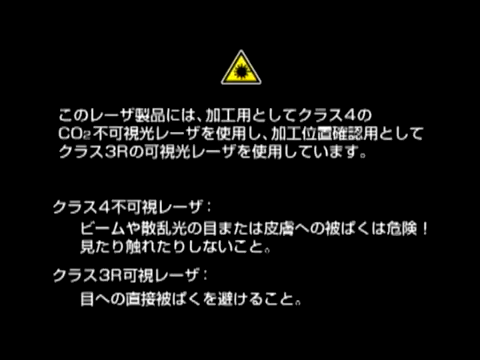 このレーザ製品には、加工用としてクラス4の
CO₂不可視光レーザを使用し、加工位置確認用として
クラス3Rの可視光レーザを使用しています。
クラス4不可視レーザ：
ビームや散乱光の目または皮膚への被ばくは危険！
見たり触れたりしないこと。
クラス3R可視レーザ：
目への直接被ばくを避けること。